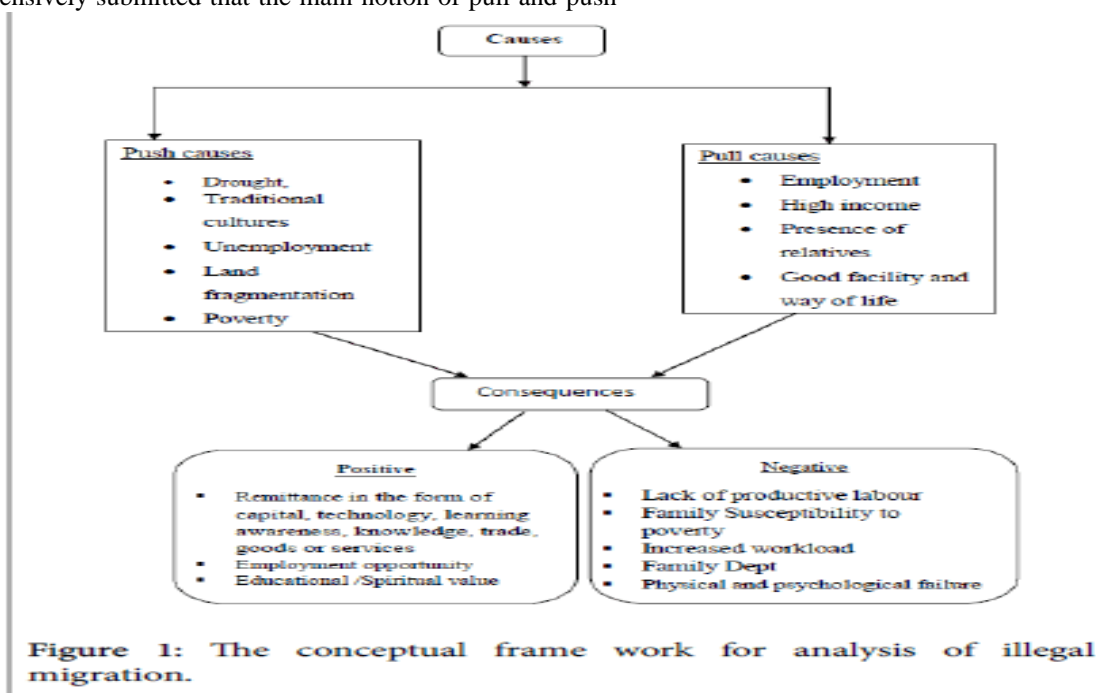 ensively submitted that the main notion of pull and push
Causes
Push causes
• Drought,
• Traditional
cultures
• Unemployment
• Land
fragmentation
• Poverty
Pull causes
• Employment
• High income
• Presence of
relatives
• Good facility and
way of life
Consequences
Positive
▪ Remittance in the form of
capital, technology, learning
awareness, knowledge, trade,
goods or services
▪ Employment opportunity
▪ Educational /Spiritual value
Negative
▪ Lack of productive labour
▪ Family Susceptibility to
poverty
▪ Increased workload
▪ Family Dept
▪ Physical and psychological failure
Figure 1: The conceptual frame work for analysis of illegal
migration.